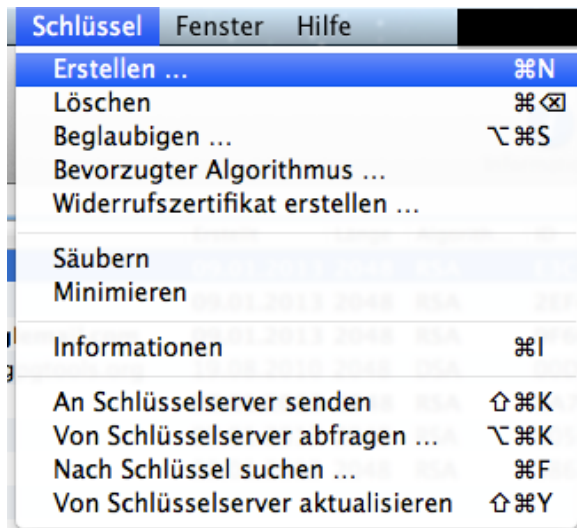 Schlüssel Fenster Hilfe
Erstellen ... ⌘N
Löschen ⌘⌫
Beglaubigen ... ⌥⌘S
Bevorzugter Algorithmus ...
Widerrufszertifikat erstellen ...
Säubern
Minimieren
Informationen ⌘I
An Schlüsselserver senden ⇧⌘K
Von Schlüsselserver abfragen ... ⌥⌘K
Nach Schlüssel suchen ... ⌘F
Von Schlüsselserver aktualisieren ⇧⌘Y